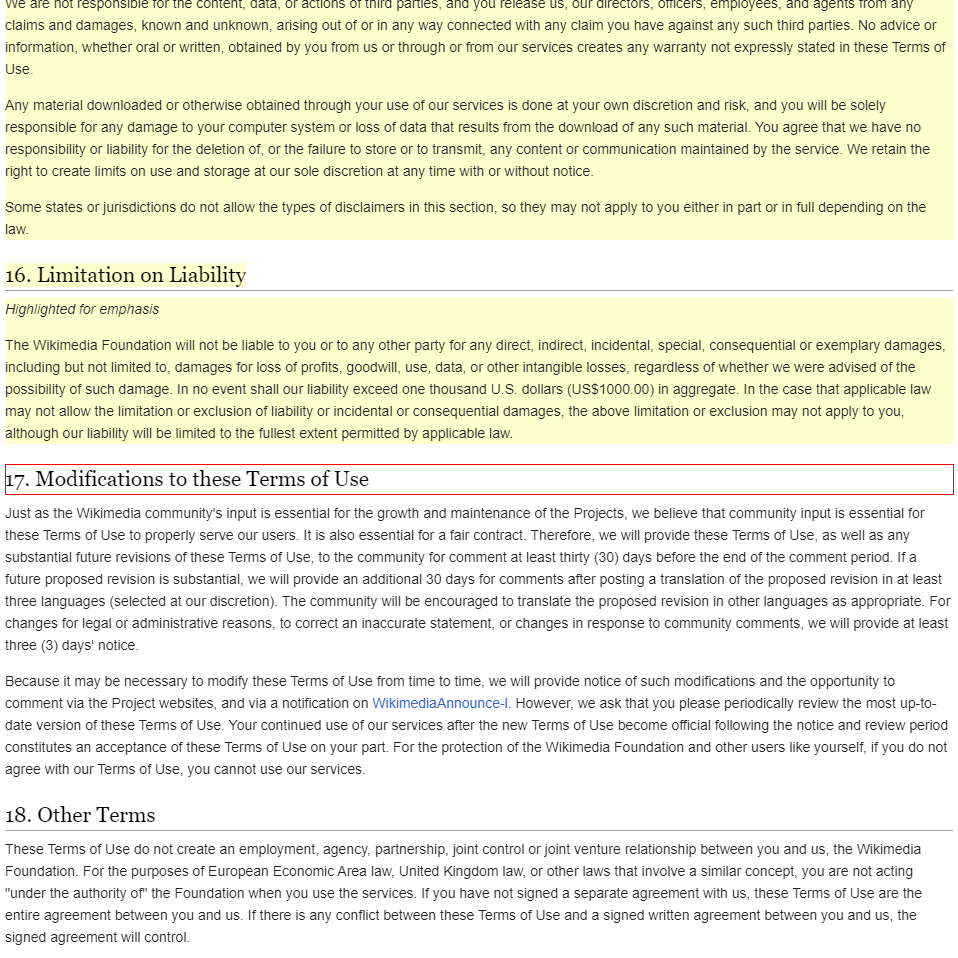 We are not responsible for the content, data, or actions of third parties, and you release us, our directors, officers, employees, and agents from any
claims and damages, known and unknown, arising out of or in any way connected with any claim you have against any such third parties. No advice or
information, whether oral or written, obtained by you from us or through or from our services creates any warranty not expressly stated in these Terms of
Use.
Any material downloaded or otherwise obtained through your use of our services is done at your own discretion and risk, and you will be solely
responsible for any damage to your computer system or loss of data that results from the download of any such material. You agree that we have no
responsibility or liability for the deletion of, or the failure to store or to transmit, any content or communication maintained by the service. We retain the
right to create limits on use and storage at our sole discretion at any time with or without notice.
Some states or jurisdictions do not allow the types of disclaimers in this section, so they may not apply to you either in part or in full depending on the
law.
16. Limitation on Liability
Highlighted for emphasis
The Wikimedia Foundation will not be liable to you or to any other party for any direct, indirect, incidental, special, consequential or exemplary damages,
including but not limited to, damages for loss of profits, goodwill, use, data, or other intangible losses, regardless of whether we were advised of the
possibility of such damage. In no event shall our liability exceed one thousand U.S. dollars (US$1000.00) in aggregate. In the case that applicable law
may not allow the limitation or exclusion of liability or incidental or consequential damages, the above limitation or exclusion may not apply to you,
although our liability will be limited to the fullest extent permitted by applicable law.
17. Modifications to these Terms of Use
Just as the Wikimedia community's input is essential for the growth and maintenance of the Projects, we believe that community input is essential for
these Terms of Use to properly serve our users. It is also essential for a fair contract. Therefore, we will provide these Terms of Use, as well as any
substantial future revisions of these Terms of Use, to the community for comment at least thirty (30) days before the end of the comment period. If a
future proposed revision is substantial, we will provide an additional 30 days for comments after posting a translation of the proposed revision in at least
three languages (selected at our discretion). The community will be encouraged to translate the proposed revision in other languages as appropriate. For
changes for legal or administrative reasons, to correct an inaccurate statement, or changes in response to community comments, we will provide at least
three (3) days' notice.
Because it may be necessary to modify these Terms of Use from time to time, we will provide notice of such modifications and the opportunity to
comment via the Project websites, and via a notification on WikimediaAnnounce-l. However, we ask that you please periodically review the most up-to-
date version of these Terms of Use. Your continued use of our services after the new Terms of Use become official following the notice and review period
constitutes an acceptance of these Terms of Use on your part. For the protection of the Wikimedia Foundation and other users like yourself, if you do not
agree with our Terms of Use, you cannot use our services.
18. Other Terms
These Terms of Use do not create an employment, agency, partnership, joint control or joint venture relationship between you and us, the Wikimedia
Foundation. For the purposes of European Economic Area law, United Kingdom law, or other laws that involve a similar concept, you are not acting
"under the authority of" the Foundation when you use the services. If you have not signed a separate agreement with us, these Terms of Use are the
entire agreement between you and us. If there is any conflict between these Terms of Use and a signed written agreement between you and us, the
signed agreement will control.